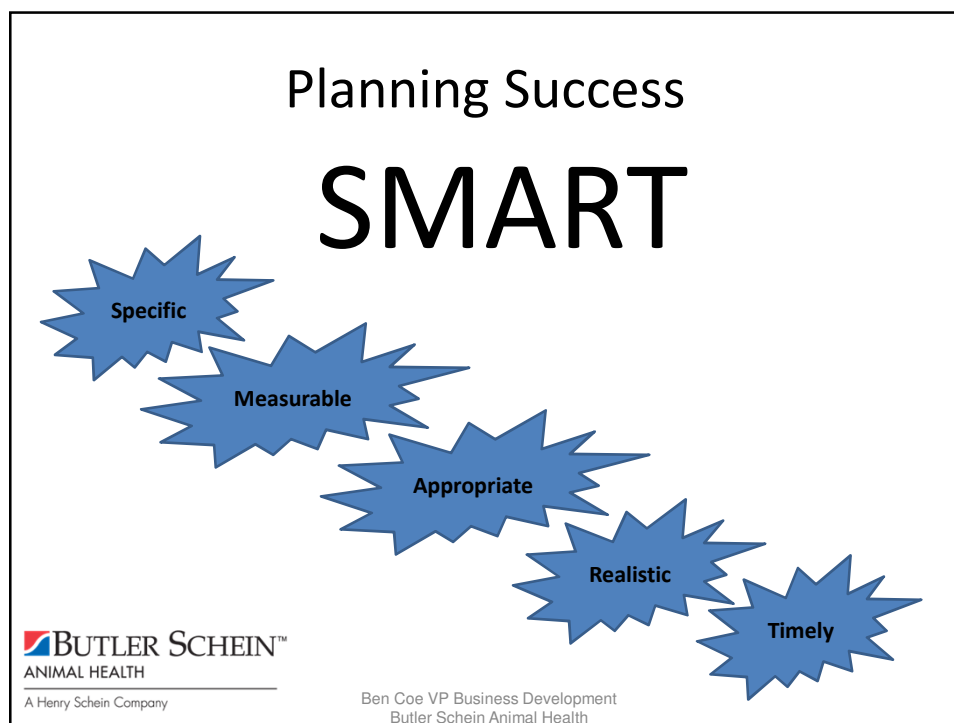 Planning Success
SMART
Specific
Measurable
Appropriate
Realistic
Timely
BUTLER SCHEIN™
ANIMAL HEALTH
A Henry Schein Company
Ben Coe VP Business Development
Butler Schein Animal Health